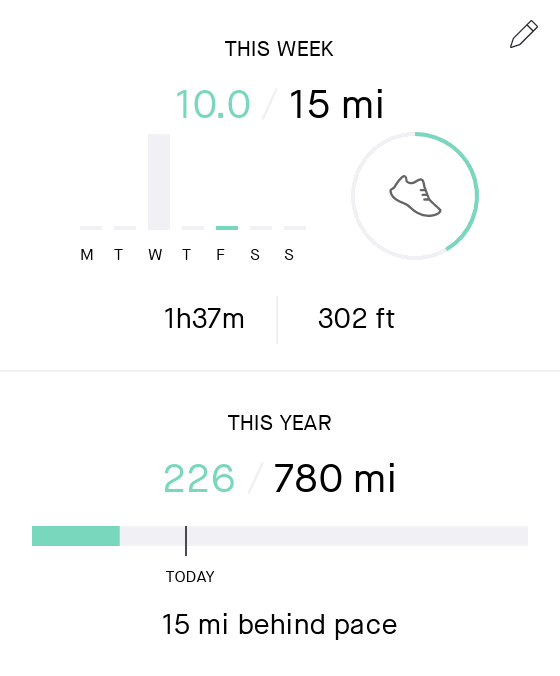 THIS WEEK
10.0 / 15 mi
M T W T F S S
1h37m 302 ft
THIS YEAR
226 / 780 mi
TODAY
15 mi behind pace